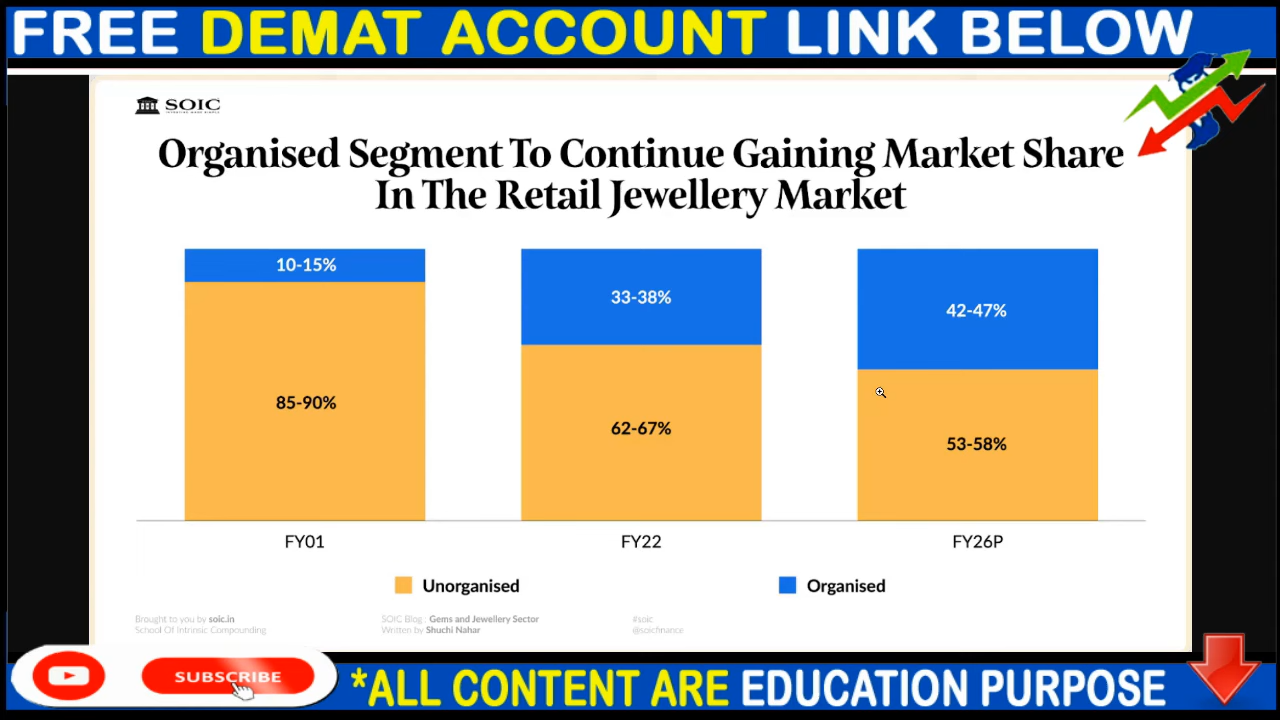 FREE DEMAT ACCOUNT LINK BELOW
SOIC
Organised Segment To Continue Gaining Market Share
In The Retail Jewellery Market
10-15%
33-38%
42-47%
85-90%
62-67%
53-58%
FY01
FY22
FY26P
Unorganised
Organised
Brought to you by soic.in
School Of Intrinsic Compounding
SOIC Blog : Gems and Jewellery Sector
Written by Shuchi Nahar
#soic
@soicfinance
SUBSCRIBE
*ALL CONTENT ARE EDUCATION PURPOSE